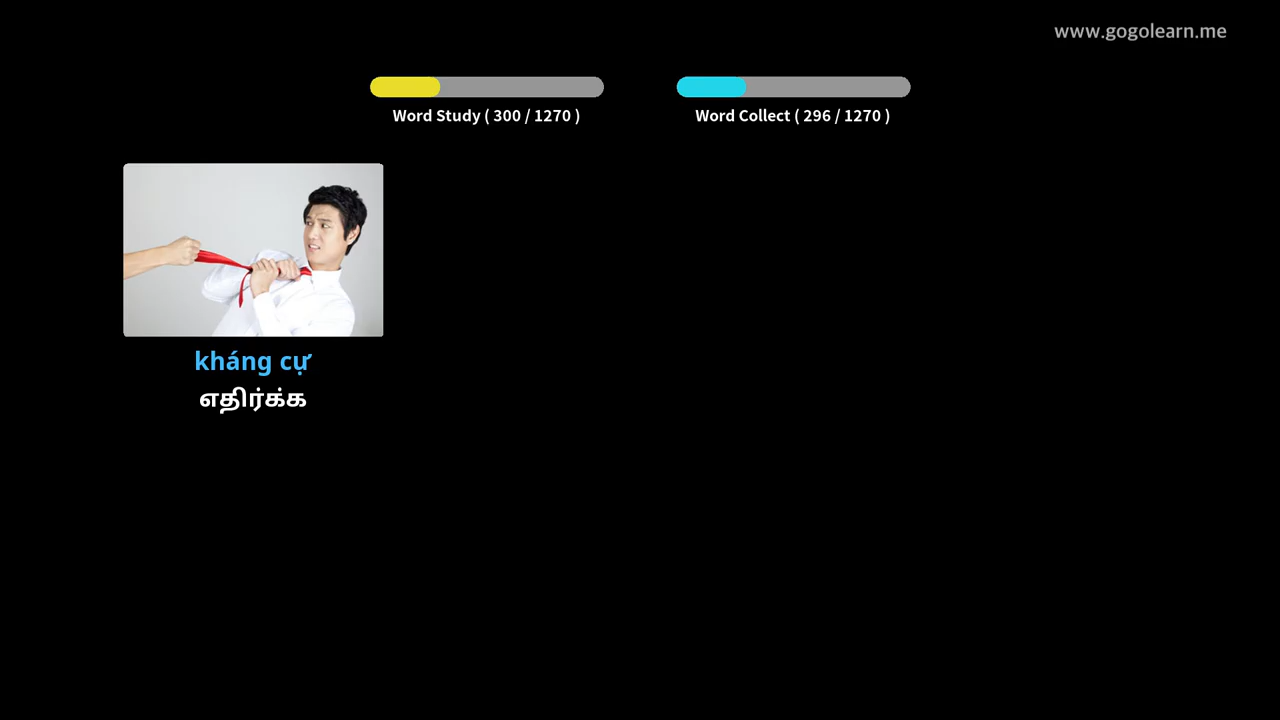 www.gogolearn.me
Word Study ( 300 / 1270 )
Word Collect ( 296 / 1270 )
kháng cự
எதிர்க்க